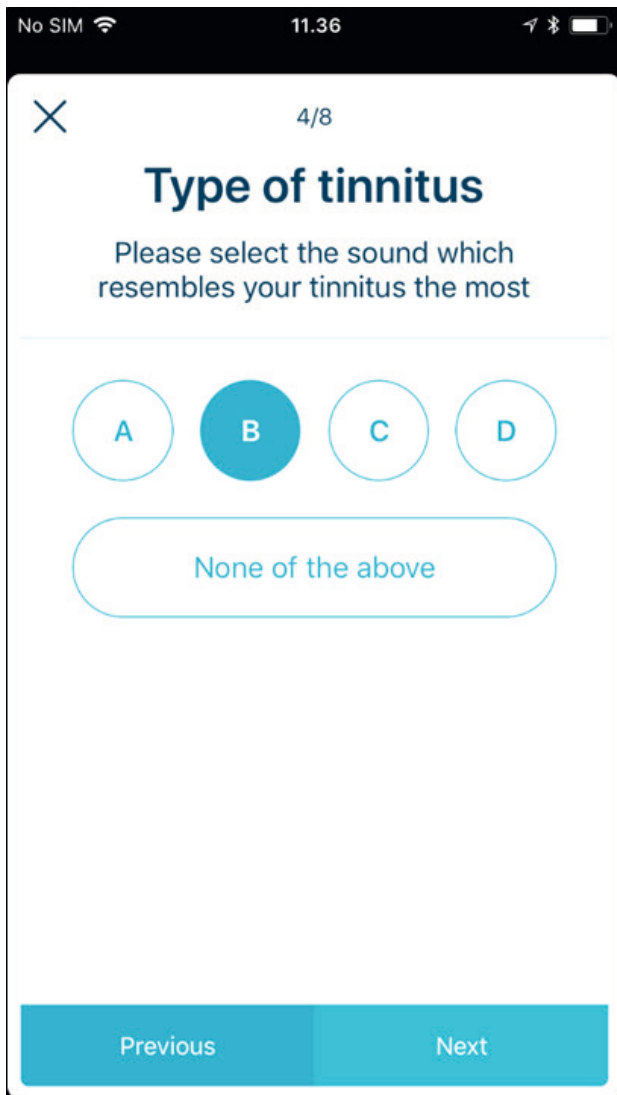 No SIM 11.36
4/8
Type of tinnitus
Please select the sound which
resembles your tinnitus the most
A B C D
None of the above
Previous Next